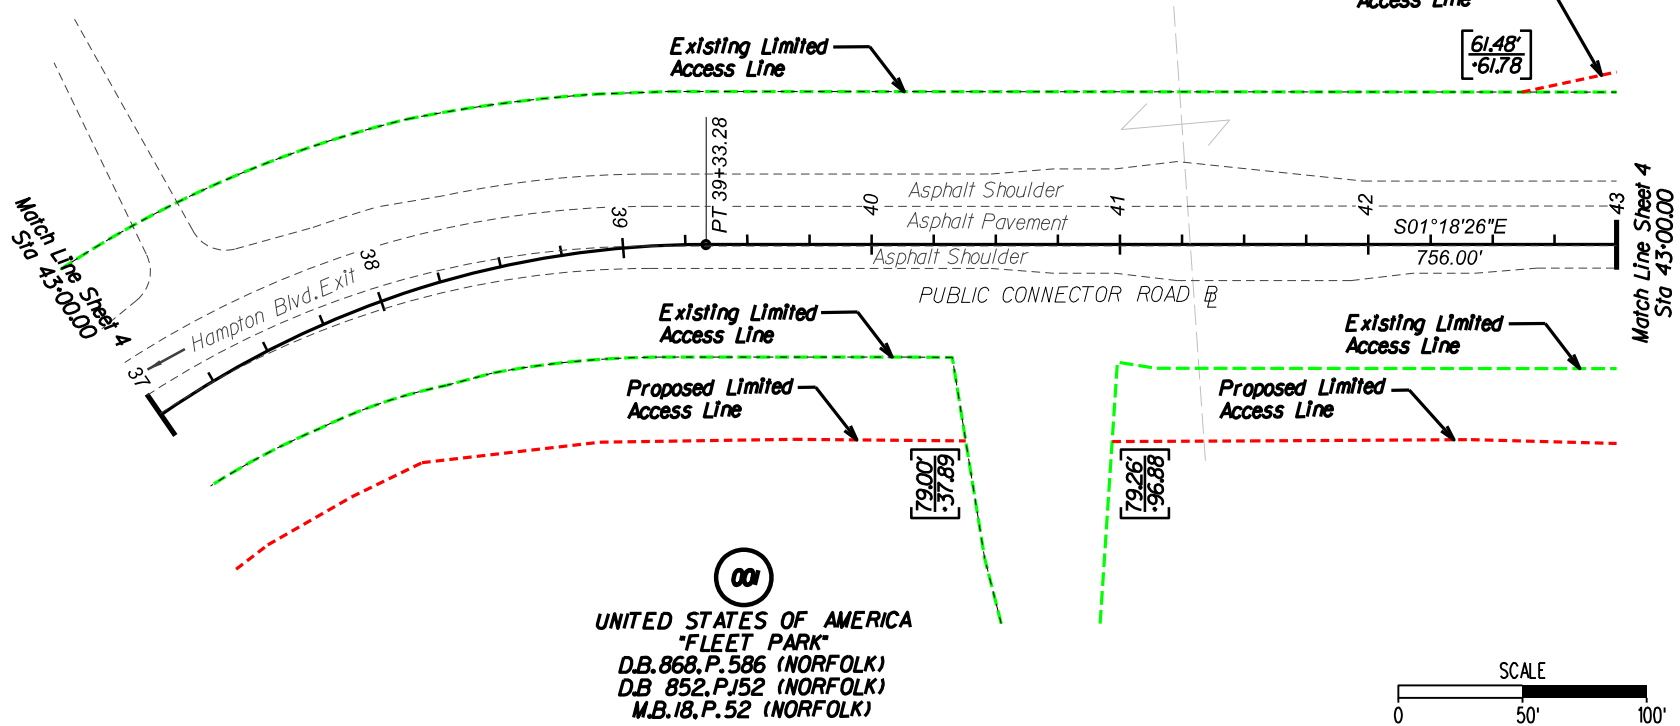 Access Line
61.48'
+61.78
Existing Limited
Access Line
PT 39+33.28
Match Line Sheet 4
Sta 43+00.00
Asphalt Shoulder
Asphalt Pavement
Asphalt Shoulder
37
38
39
40
41
42
43
S01°18'26"E
756.00'
Match Line Sheet 4
Sta 43+00.00
Hampton Blvd. Exit
PUBLIC CONNECTOR ROAD BL
Existing Limited
Access Line
Existing Limited
Access Line
Proposed Limited
Access Line
Proposed Limited
Access Line
79.00'
+37.89
79.26'
+96.88
001
UNITED STATES OF AMERICA
"FLEET PARK"
D.B. 868, P. 586 (NORFOLK)
D.B 852, P.152 (NORFOLK)
M.B. 18, P. 52 (NORFOLK)
SCALE
0 50' 100'